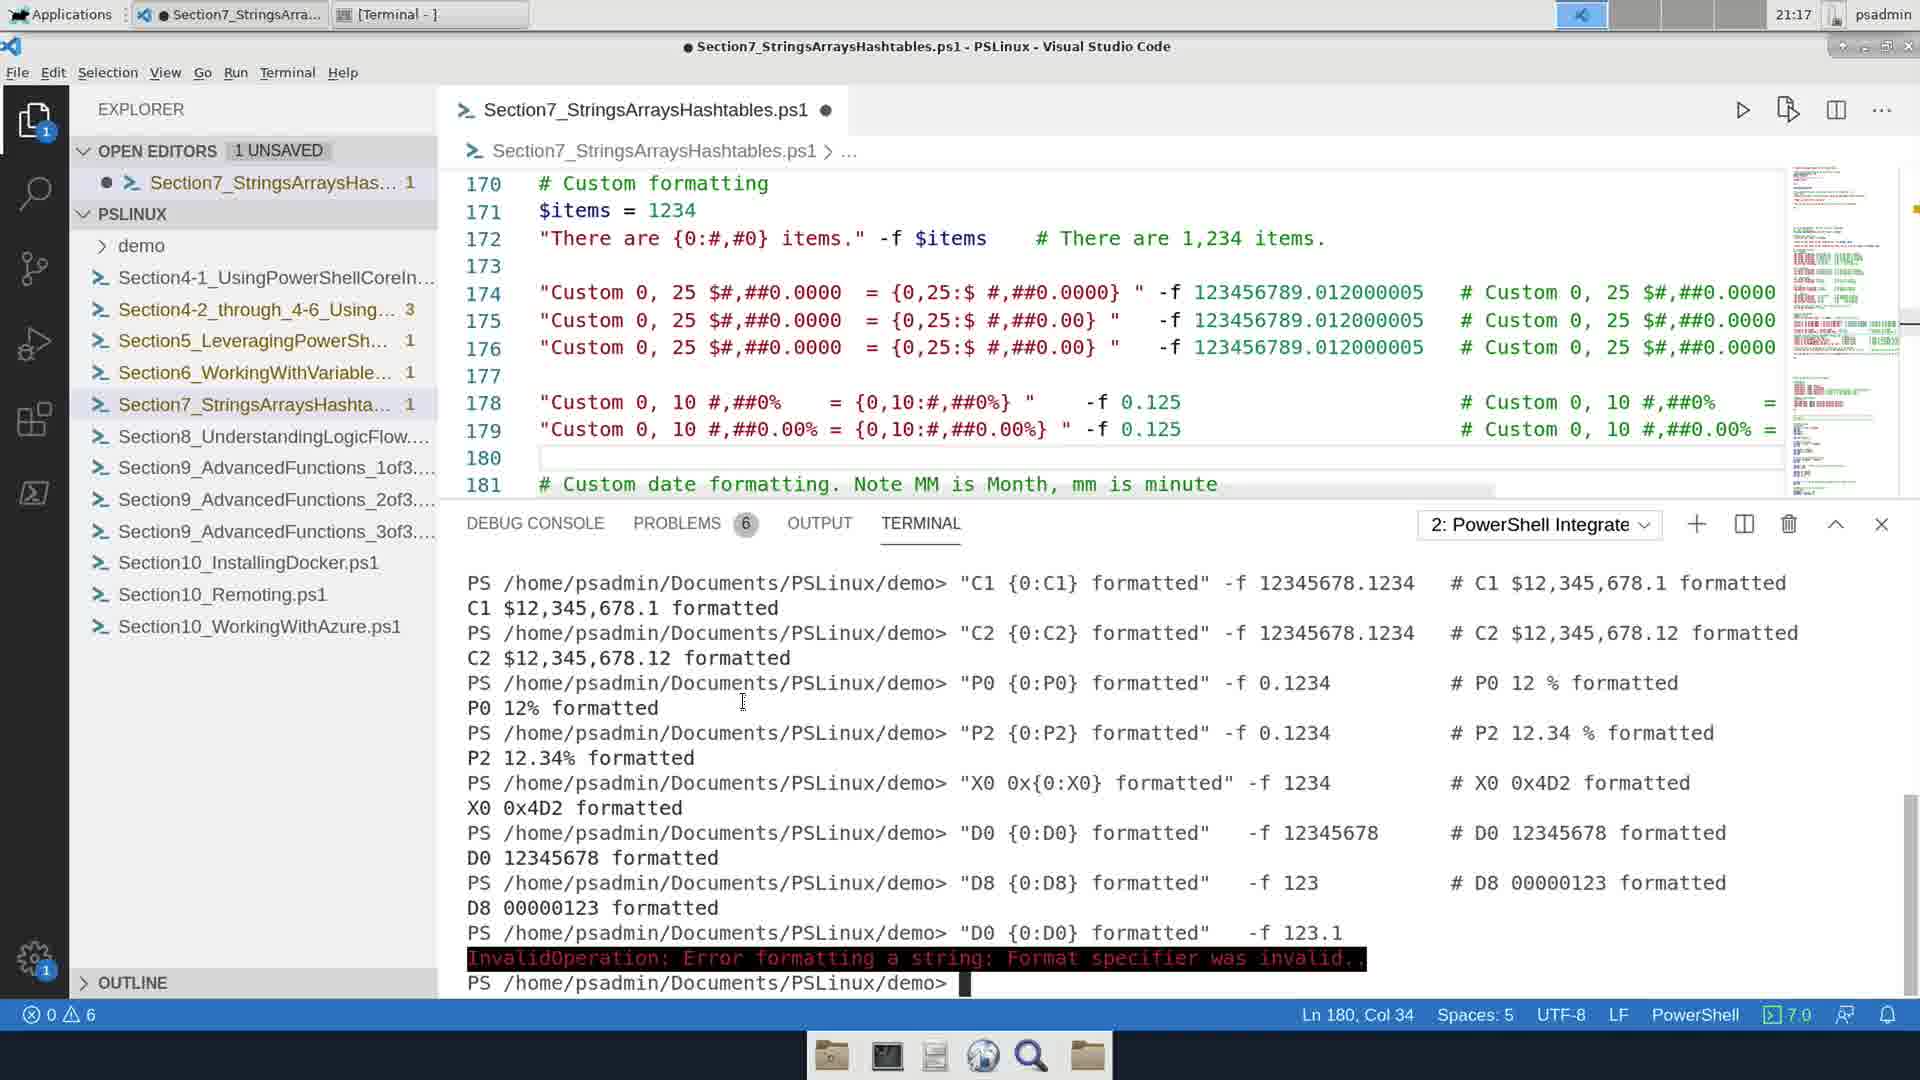 Applications
● Section7_StringsArra...
[Terminal - ]
21:17
psadmin
● Section7_StringsArraysHashtables.ps1 - PSLinux - Visual Studio Code
File Edit Selection View Go Run Terminal Help
EXPLORER
OPEN EDITORS 1 UNSAVED
Section7_StringsArraysHas... 1
PSLINUX
demo
Section4-1_UsingPowerShellCoreIn...
Section4-2_through_4-6_Using... 3
Section5_LeveragingPowerSh... 1
Section6_WorkingWithVariable... 1
Section7_StringsArraysHashta... 1
Section8_UnderstandingLogicFlow....
Section9_AdvancedFunctions_1of3....
Section9_AdvancedFunctions_2of3....
Section9_AdvancedFunctions_3of3....
Section10_InstallingDocker.ps1
Section10_Remoting.ps1
Section10_WorkingWithAzure.ps1
OUTLINE
1
1
Section7_StringsArraysHashtables.ps1 ●
Section7_StringsArraysHashtables.ps1 > ...
170 # Custom formatting
171 $items = 1234
172 "There are {0:#,#0} items." -f $items # There are 1,234 items.
173
174 "Custom 0, 25 $#,##0.0000 = {0,25:$ #,##0.0000} " -f 123456789.012000005 # Custom 0, 25 $#,##0.0000
175 "Custom 0, 25 $#,##0.0000 = {0,25:$ #,##0.00} " -f 123456789.012000005 # Custom 0, 25 $#,##0.0000
176 "Custom 0, 25 $#,##0.0000 = {0,25:$ #,##0.00} " -f 123456789.012000005 # Custom 0, 25 $#,##0.0000
177
178 "Custom 0, 10 #,##0% = {0,10:#,##0%} " -f 0.125 # Custom 0, 10 #,##0% =
179 "Custom 0, 10 #,##0.00% = {0,10:#,##0.00%} " -f 0.125 # Custom 0, 10 #,##0.00% =
180
181 # Custom date formatting. Note MM is Month, mm is minute
DEBUG CONSOLE PROBLEMS 6 OUTPUT TERMINAL 2: PowerShell Integrate
PS /home/psadmin/Documents/PSLinux/demo> "C1 {0:C1} formatted" -f 12345678.1234 # C1 $12,345,678.1 formatted
C1 $12,345,678.1 formatted
PS /home/psadmin/Documents/PSLinux/demo> "C2 {0:C2} formatted" -f 12345678.1234 # C2 $12,345,678.12 formatted
C2 $12,345,678.12 formatted
PS /home/psadmin/Documents/PSLinux/demo> "P0 {0:P0} formatted" -f 0.1234 # P0 12 % formatted
P0 12% formatted
PS /home/psadmin/Documents/PSLinux/demo> "P2 {0:P2} formatted" -f 0.1234 # P2 12.34 % formatted
P2 12.34% formatted
PS /home/psadmin/Documents/PSLinux/demo> "X0 0x{0:X0} formatted" -f 1234 # X0 0x4D2 formatted
X0 0x4D2 formatted
PS /home/psadmin/Documents/PSLinux/demo> "D0 {0:D0} formatted" -f 12345678 # D0 12345678 formatted
D0 12345678 formatted
PS /home/psadmin/Documents/PSLinux/demo> "D8 {0:D8} formatted" -f 123 # D8 00000123 formatted
D8 00000123 formatted
PS /home/psadmin/Documents/PSLinux/demo> "D0 {0:D0} formatted" -f 123.1
InvalidOperation: Error formatting a string: Format specifier was invalid..
PS /home/psadmin/Documents/PSLinux/demo>
0 6 Ln 180, Col 34 Spaces: 5 UTF-8 LF PowerShell 7.0